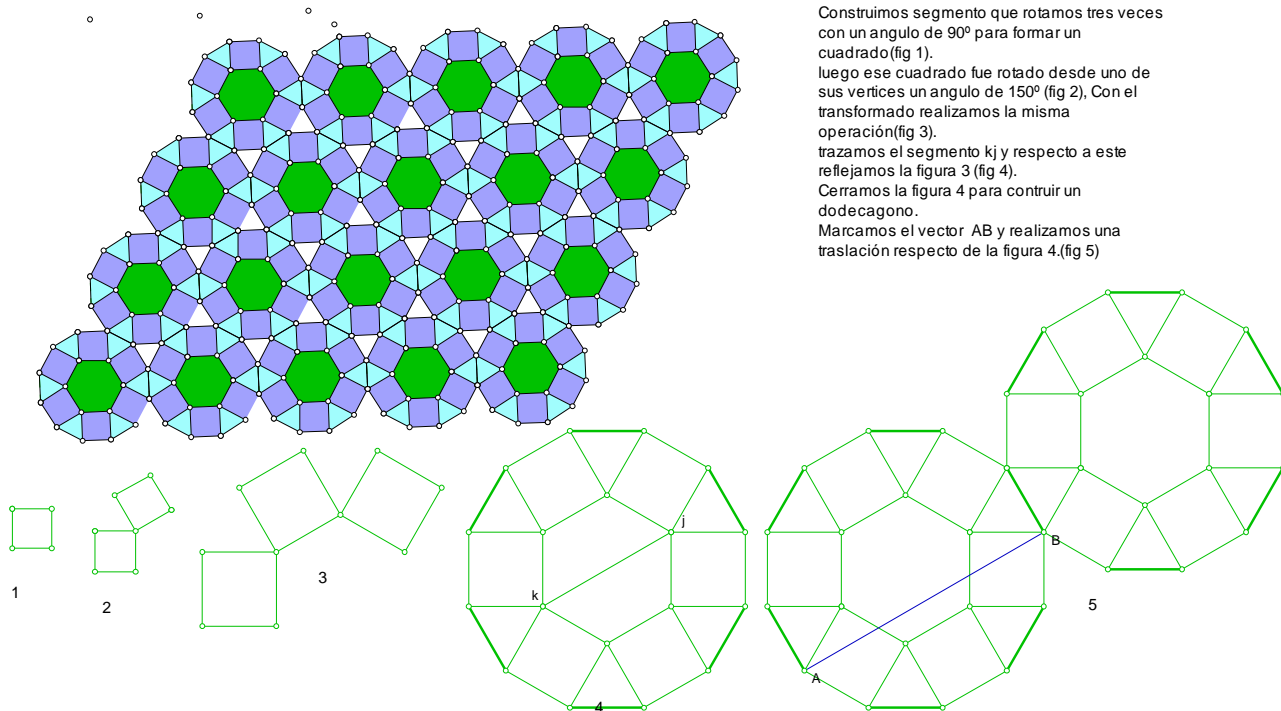 Construimos segmento que rotamos tres veces
con un angulo de 90º para formar un
cuadrado(fig 1).
luego ese cuadrado fue rotado desde uno de
sus vertices un angulo de 150º (fig 2), Con el
transformado realizamos la misma
operación(fig 3).
trazamos el segmento kj y respecto a este
reflejamos la figura 3 (fig 4).
Cerramos la figura 4 para contruir un
dodecagono.
Marcamos el vector AB y realizamos una
traslación respecto de la figura 4.(fig 5)
j
B
k
3
1
2
5
A
4